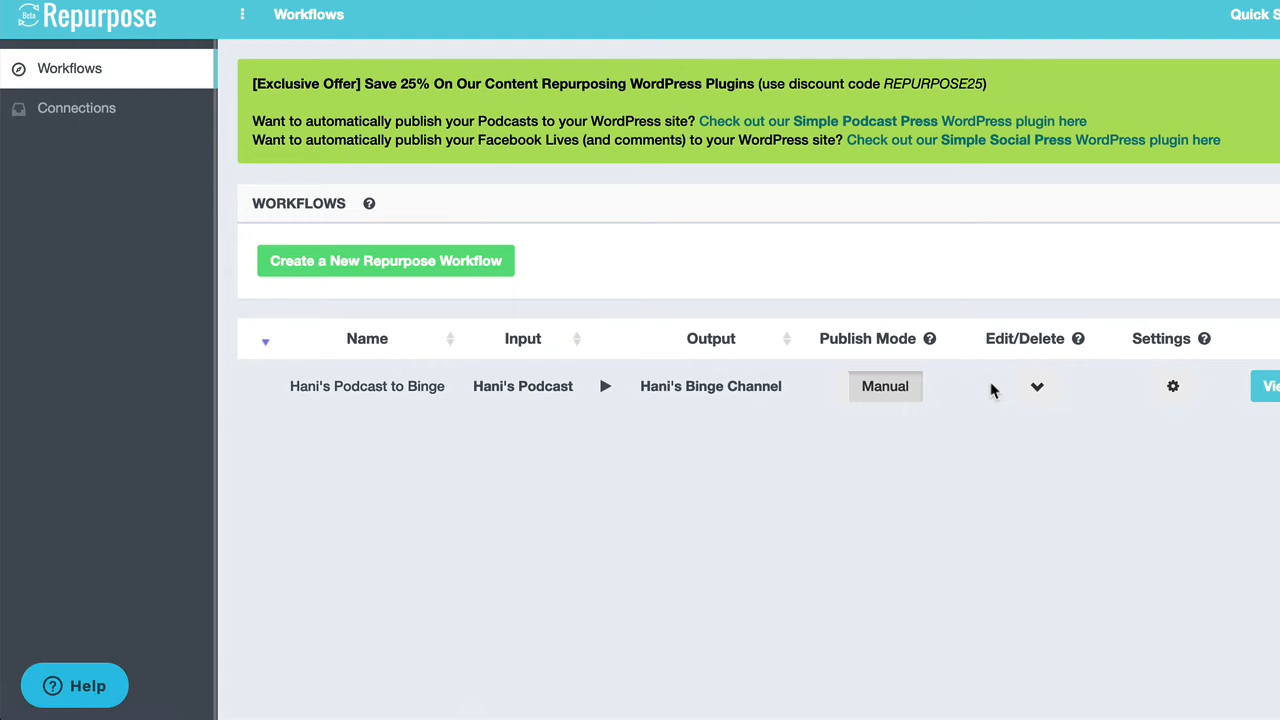 Beta Repurpose
Workflows
Quick S
Workflows
Connections
[Exclusive Offer] Save 25% On Our Content Repurposing WordPress Plugins (use discount code REPURPOSE25)
Want to automatically publish your Podcasts to your WordPress site? Check out our Simple Podcast Press WordPress plugin here
Want to automatically publish your Facebook Lives (and comments) to your WordPress site? Check out our Simple Social Press WordPress plugin here
WORKFLOWS
Create a New Repurpose Workflow
Name Input Output Publish Mode Edit/Delete Settings
Hani's Podcast to Binge Hani's Podcast Hani's Binge Channel Manual Vie
Help